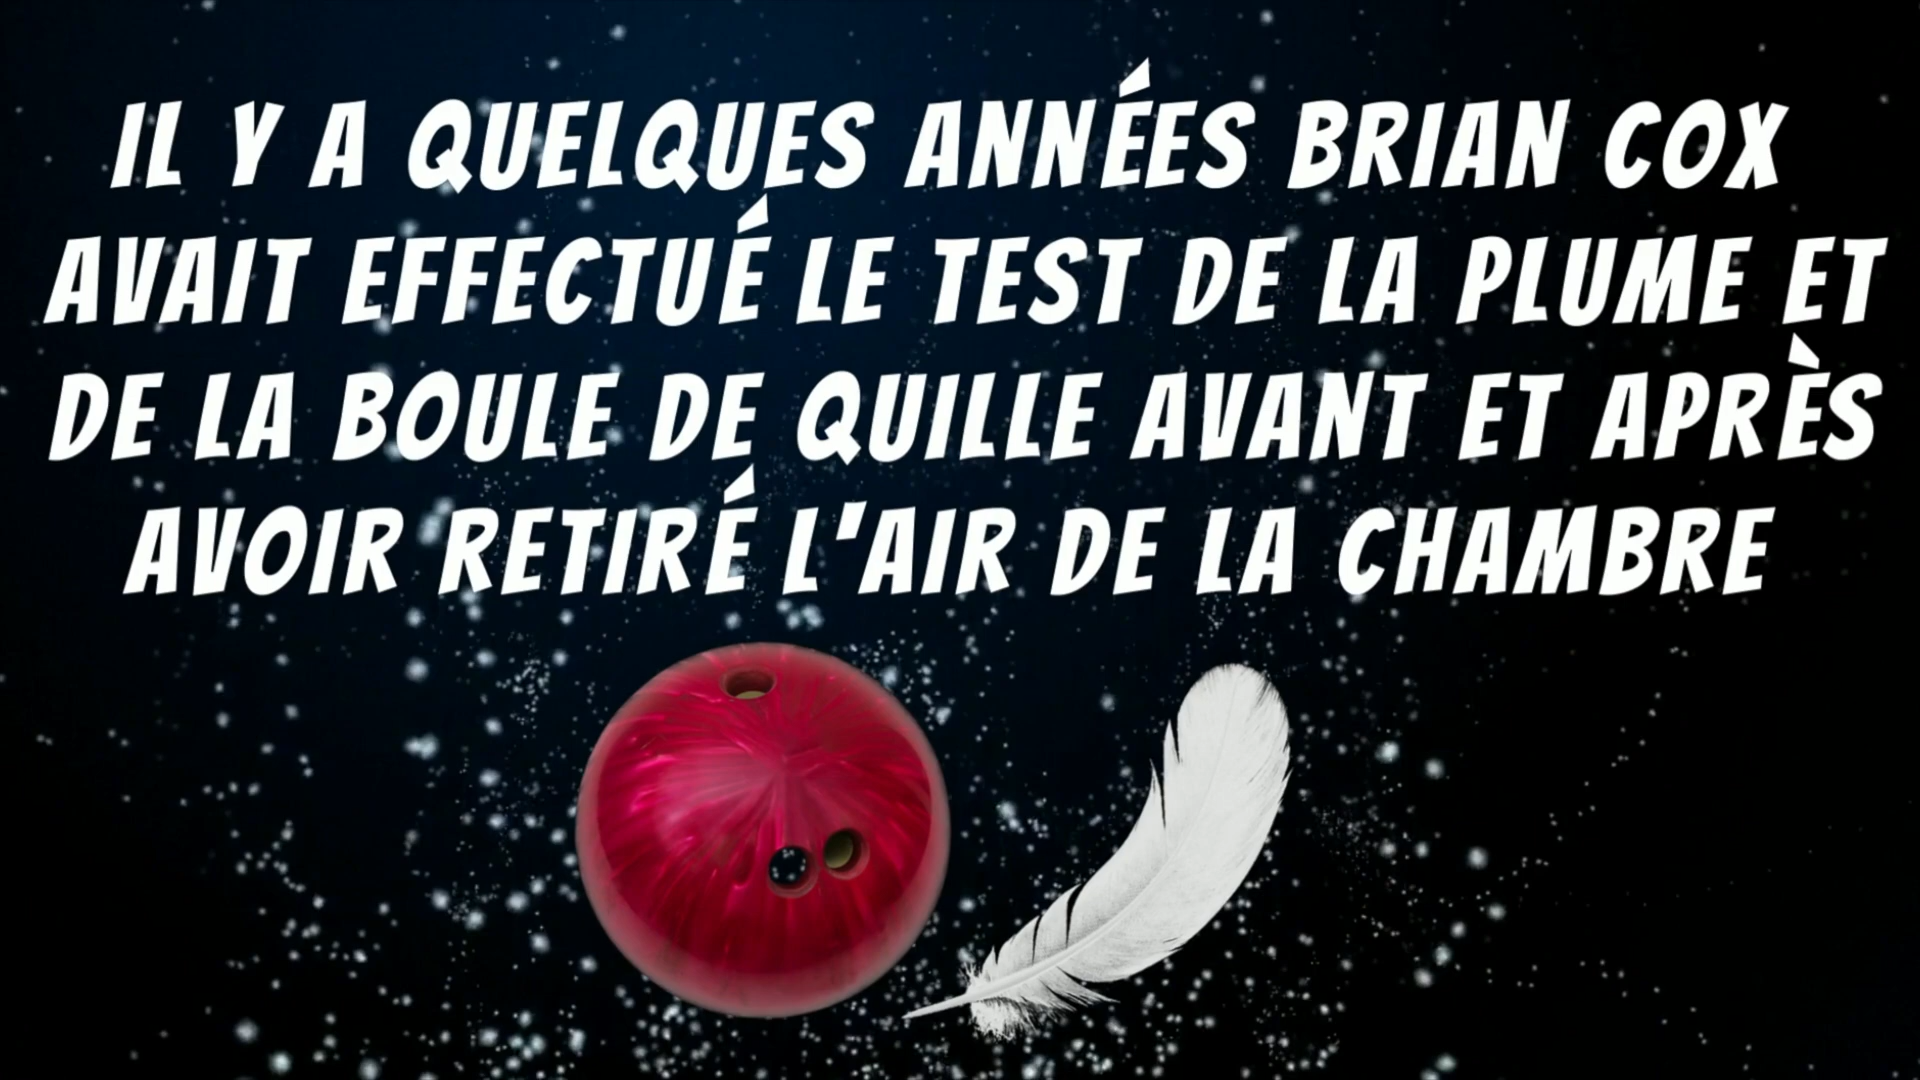 IL Y A QUELQUES ANNÉES BRIAN COX
AVAIT EFFECTUÉ LE TEST DE LA PLUME ET
DE LA BOULE DE QUILLE AVANT ET APRÈS
AVOIR RETIRÉ L'AIR DE LA CHAMBRE